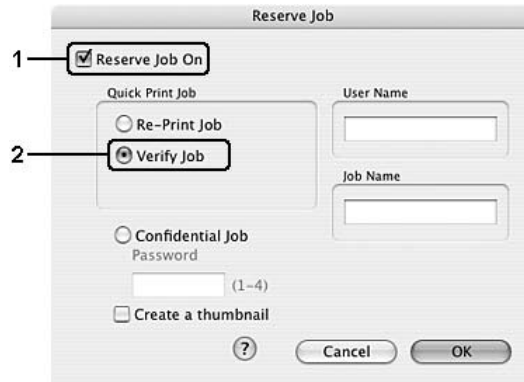 Reserve Job
1
Reserve Job On
Quick Print Job
Re-Print Job
2
Verify Job
User Name
Job Name
Confidential Job
Password
(1-4)
Create a thumbnail
?
Cancel
OK